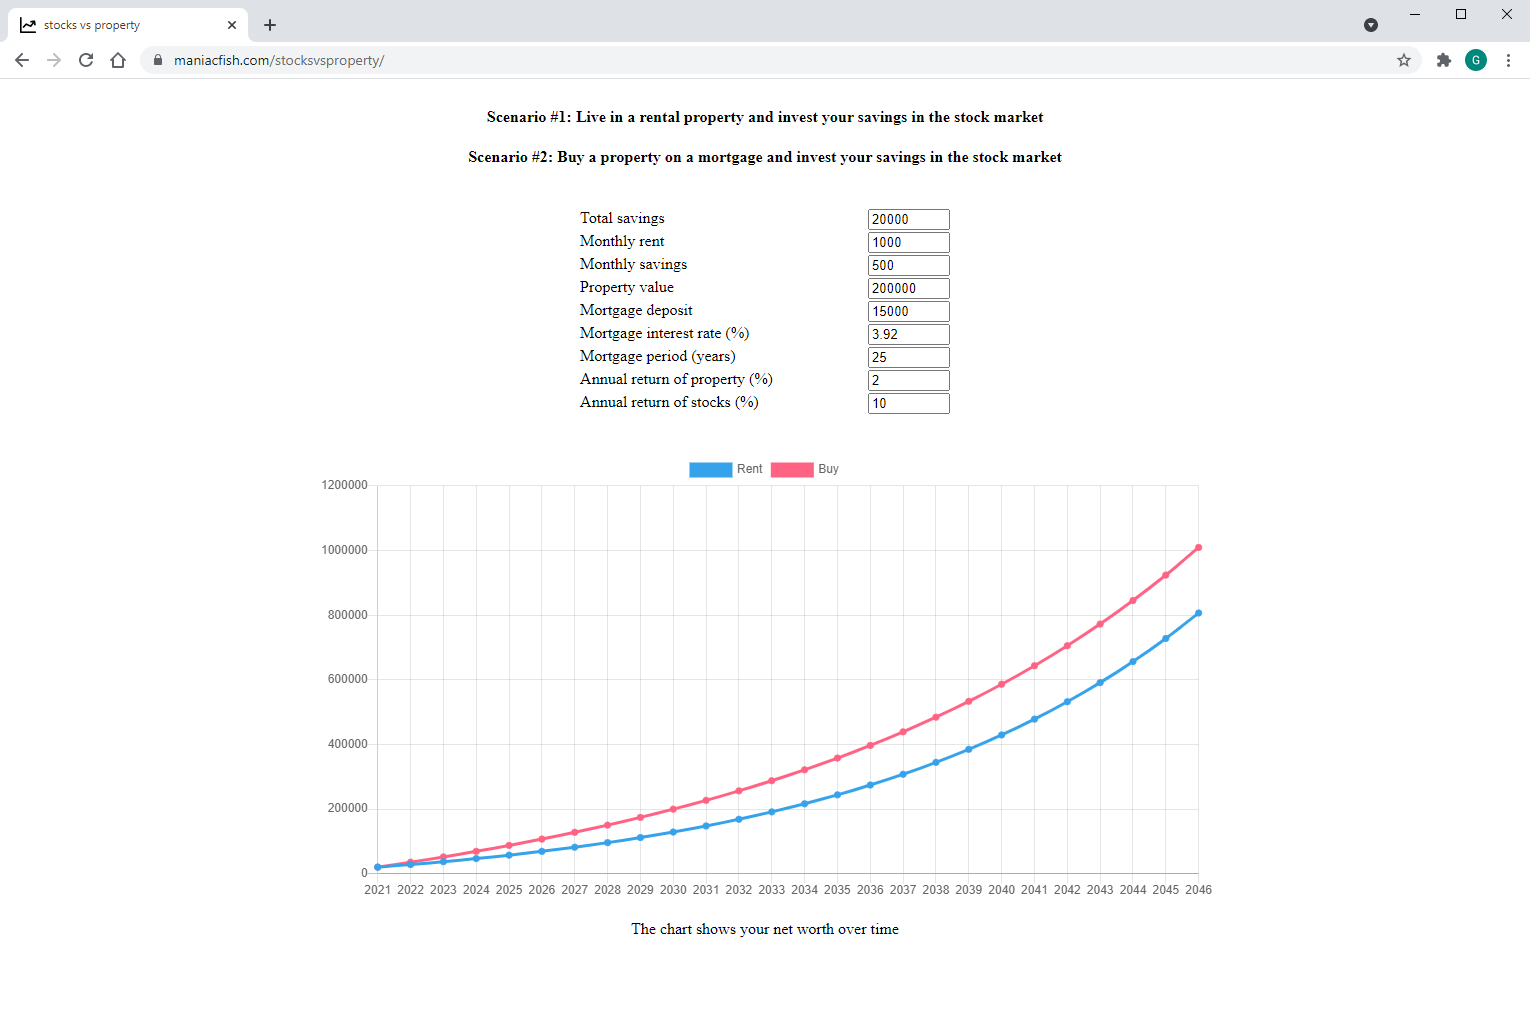 stocks vs property
maniacfish.com/stocksvsproperty/
G
Scenario #1: Live in a rental property and invest your savings in the stock market
Scenario #2: Buy a property on a mortgage and invest your savings in the stock market
Total savings 20000
Monthly rent 1000
Monthly savings 500
Property value 200000
Mortgage deposit 15000
Mortgage interest rate (%) 3.92
Mortgage period (years) 25
Annual return of property (%) 2
Annual return of stocks (%) 10
Rent Buy
1200000
1000000
800000
600000
400000
200000
0
2021 2022 2023 2024 2025 2026 2027 2028 2029 2030 2031 2032 2033 2034 2035 2036 2037 2038 2039 2040 2041 2042 2043 2044 2045 2046
The chart shows your net worth over time